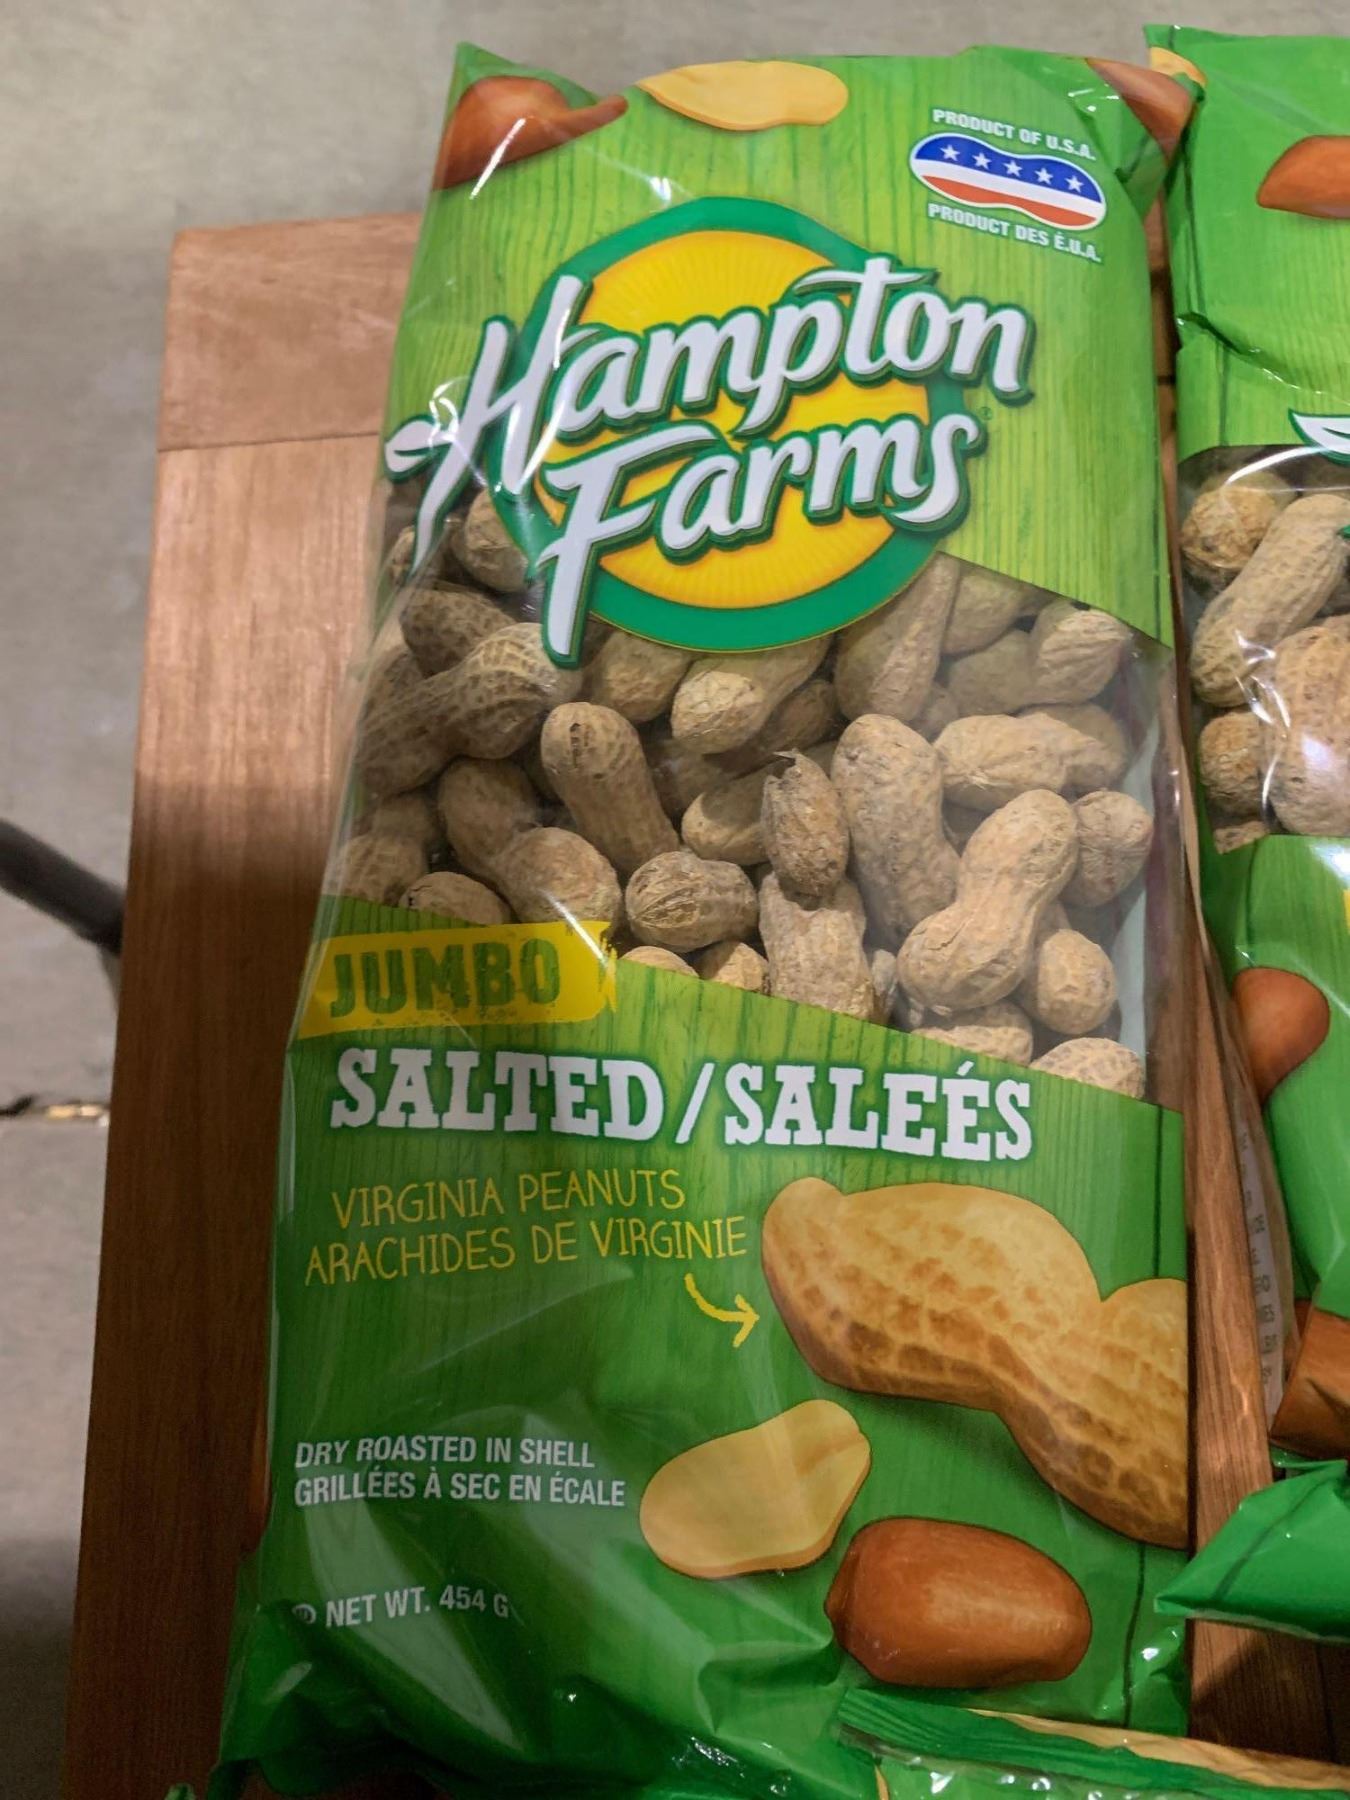 PRODUCT OF U.S.A.
PRODUCT DES É.U.A.
Hampton
Farms®
JUMBO
SALTED/SALEÉS
VIRGINIA PEANUTS
ARACHIDES DE VIRGINIE
DRY ROASTED IN SHELL
GRILLÉES À SEC EN ÉCALE
NET WT. 454 G